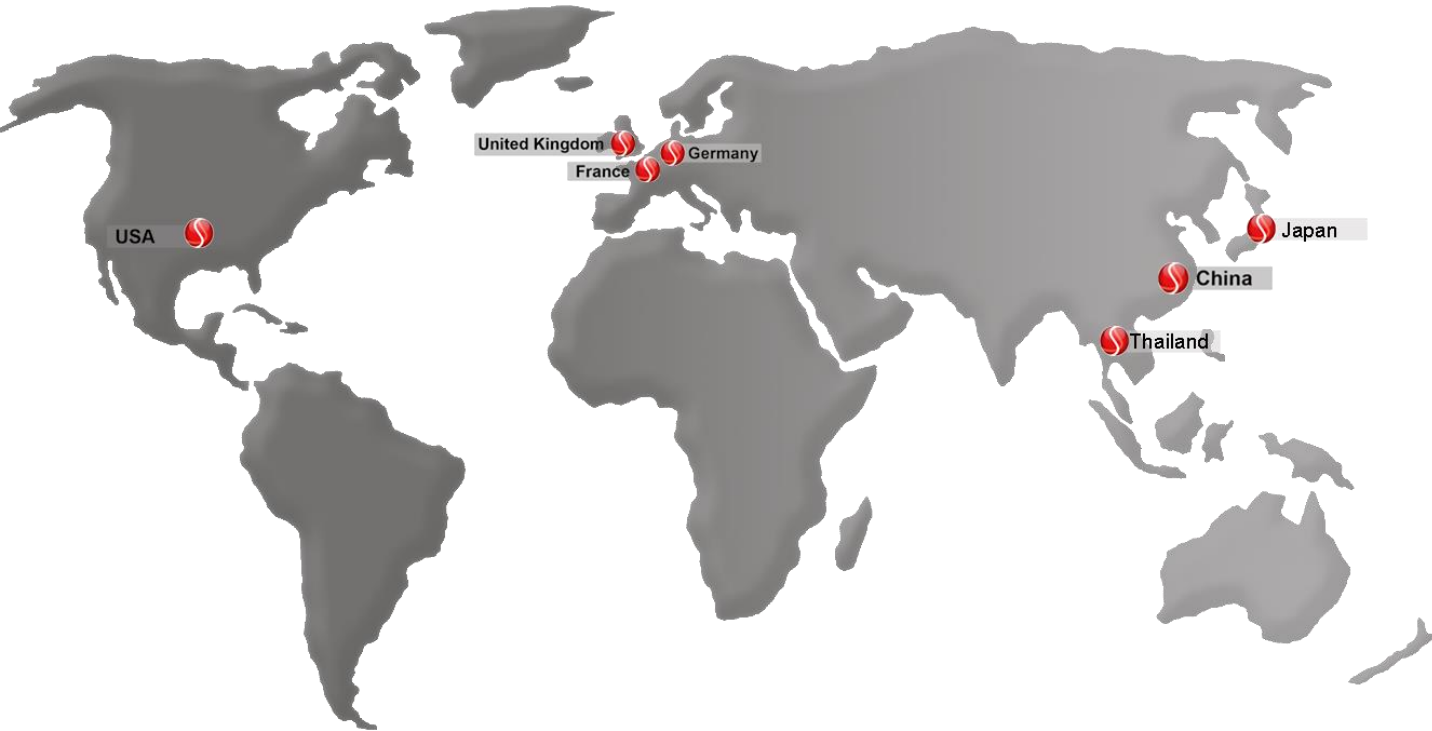 United Kingdom
Germany
France
USA
Japan
China
Thailand